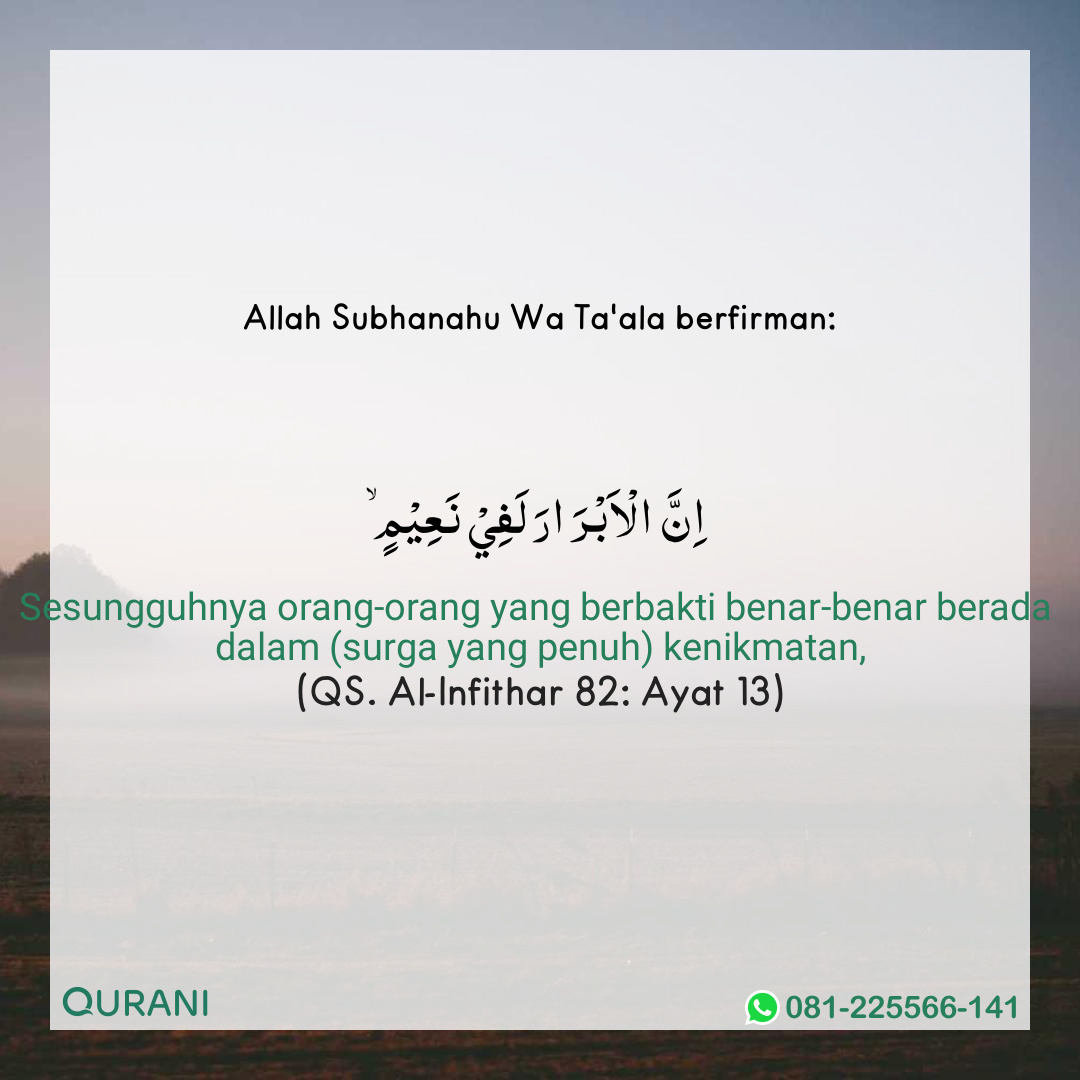 Allah Subhanahu Wa Ta'ala berfirman:
اِنَّ الْاَبْرَارَ لَفِيْ نَعِيْمٍۙ
Sesungguhnya orang-orang yang berbakti benar-benar berada
dalam (surga yang penuh) kenikmatan,
(QS. Al-Infithar 82: Ayat 13)
QURANI
081-225566-141